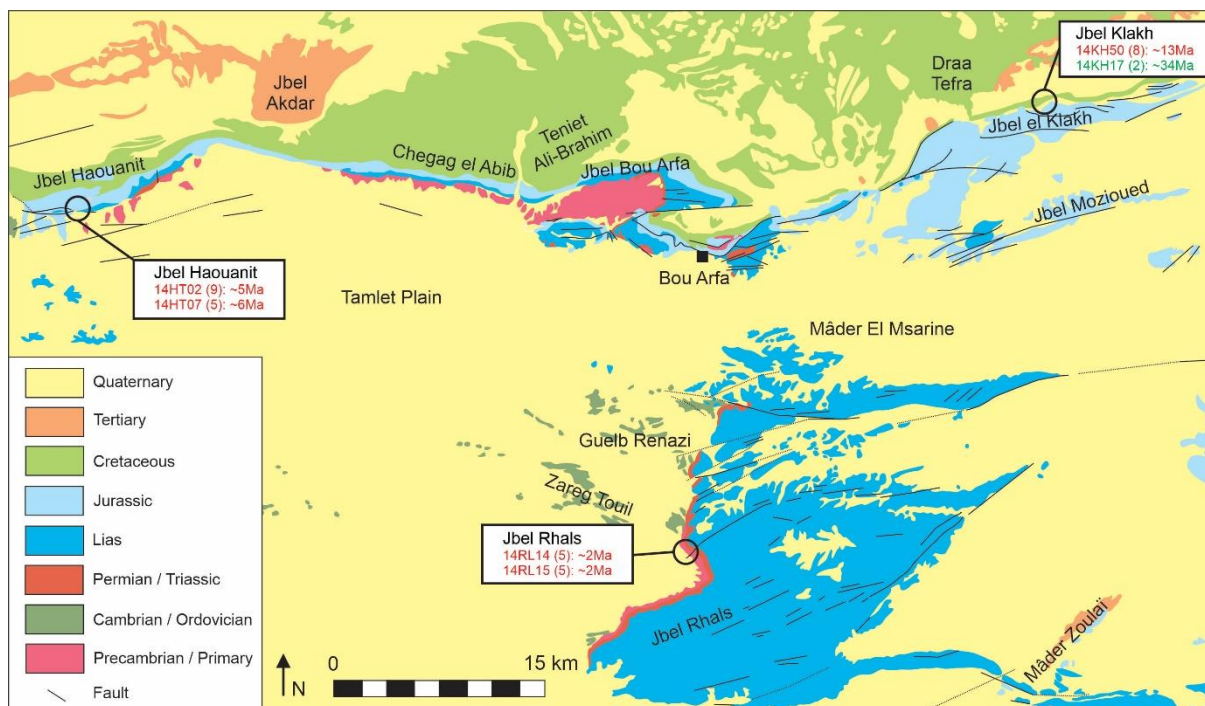 Jbel Klakh
14KH50 (8): ~13Ma
14KH17 (2): ~34Ma
Draa
Tefra
Jbel
Akdar
Teniet
Ali-Brahim
Jbel el Klakh
Chegag el Abib
Jbel Haouanit
Jbel Bou Arfa
Jbel Mozioued
Jbel Haouanit
14HT02 (9): ~5Ma
14HT07 (5): ~6Ma
Bou Arfa
Tamlet Plain
Mâder El Msarine
Quaternary
Tertiary
Cretaceous
Jurassic
Lias
Permian / Triassic
Cambrian / Ordovician
Precambrian / Primary
Fault
Guelb Renazi
Zareg Touil
Jbel Rhals
14RL14 (5): ~2Ma
14RL15 (5): ~2Ma
Jbel Rhals
Mâder Zoulaï
0 15 km
N